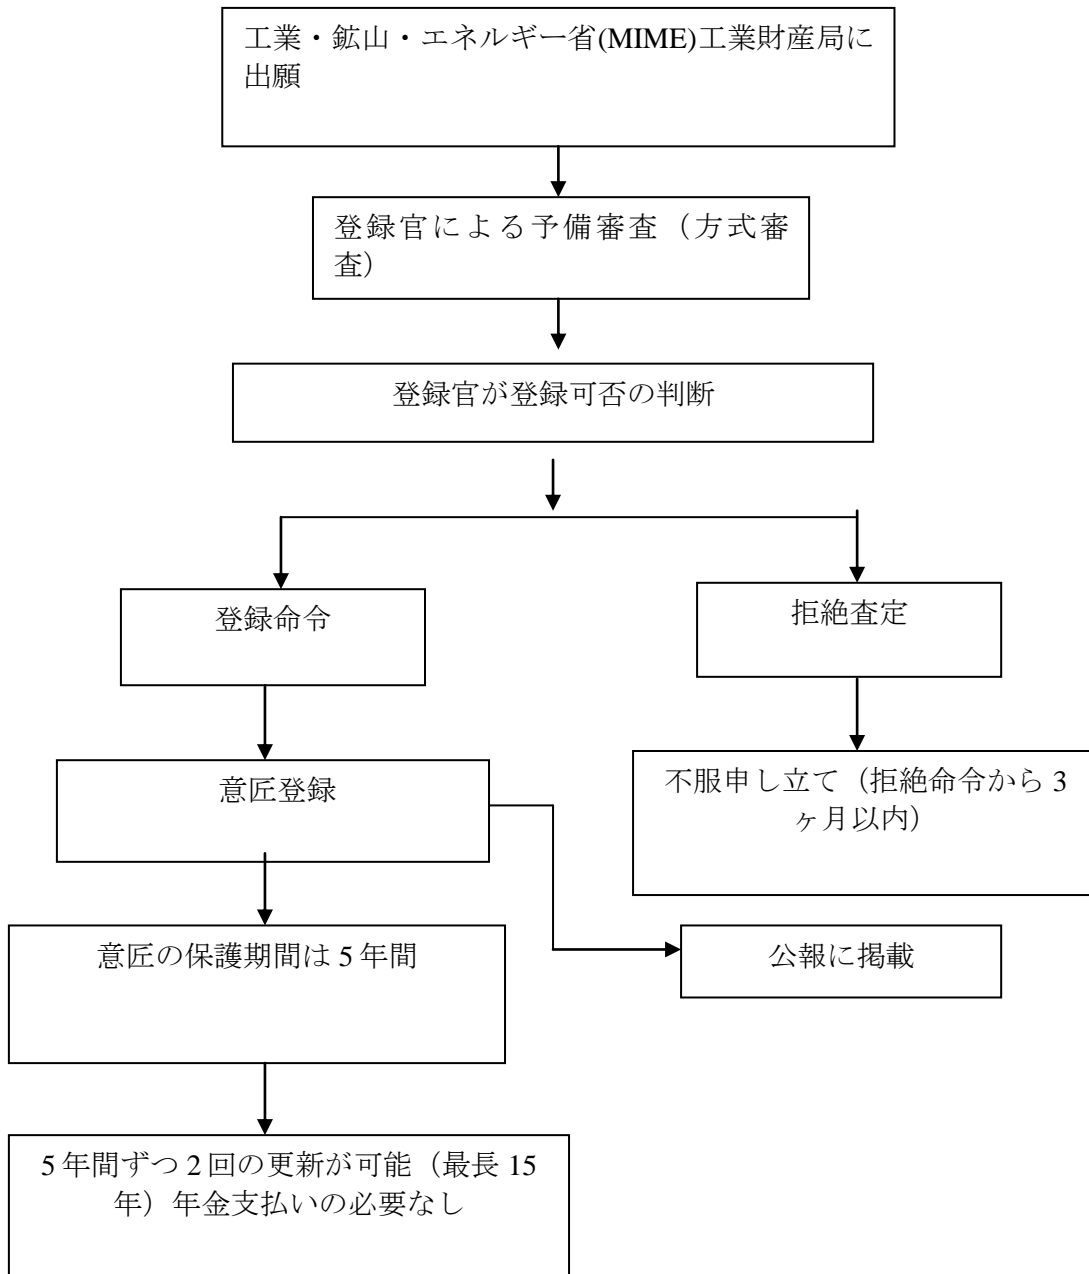 工業・鉱山・エネルギー省(MIME)工業財産局に
出願
登録官による予備審査（方式審
査）
登録官が登録可否の判断
登録命令
拒絶査定
意匠登録
不服申し立て（拒絶命令から 3
ヶ月以内）
意匠の保護期間は 5 年間
公報に掲載
5 年間ずつ 2 回の更新が可能（最長 15
年）年金支払いの必要なし